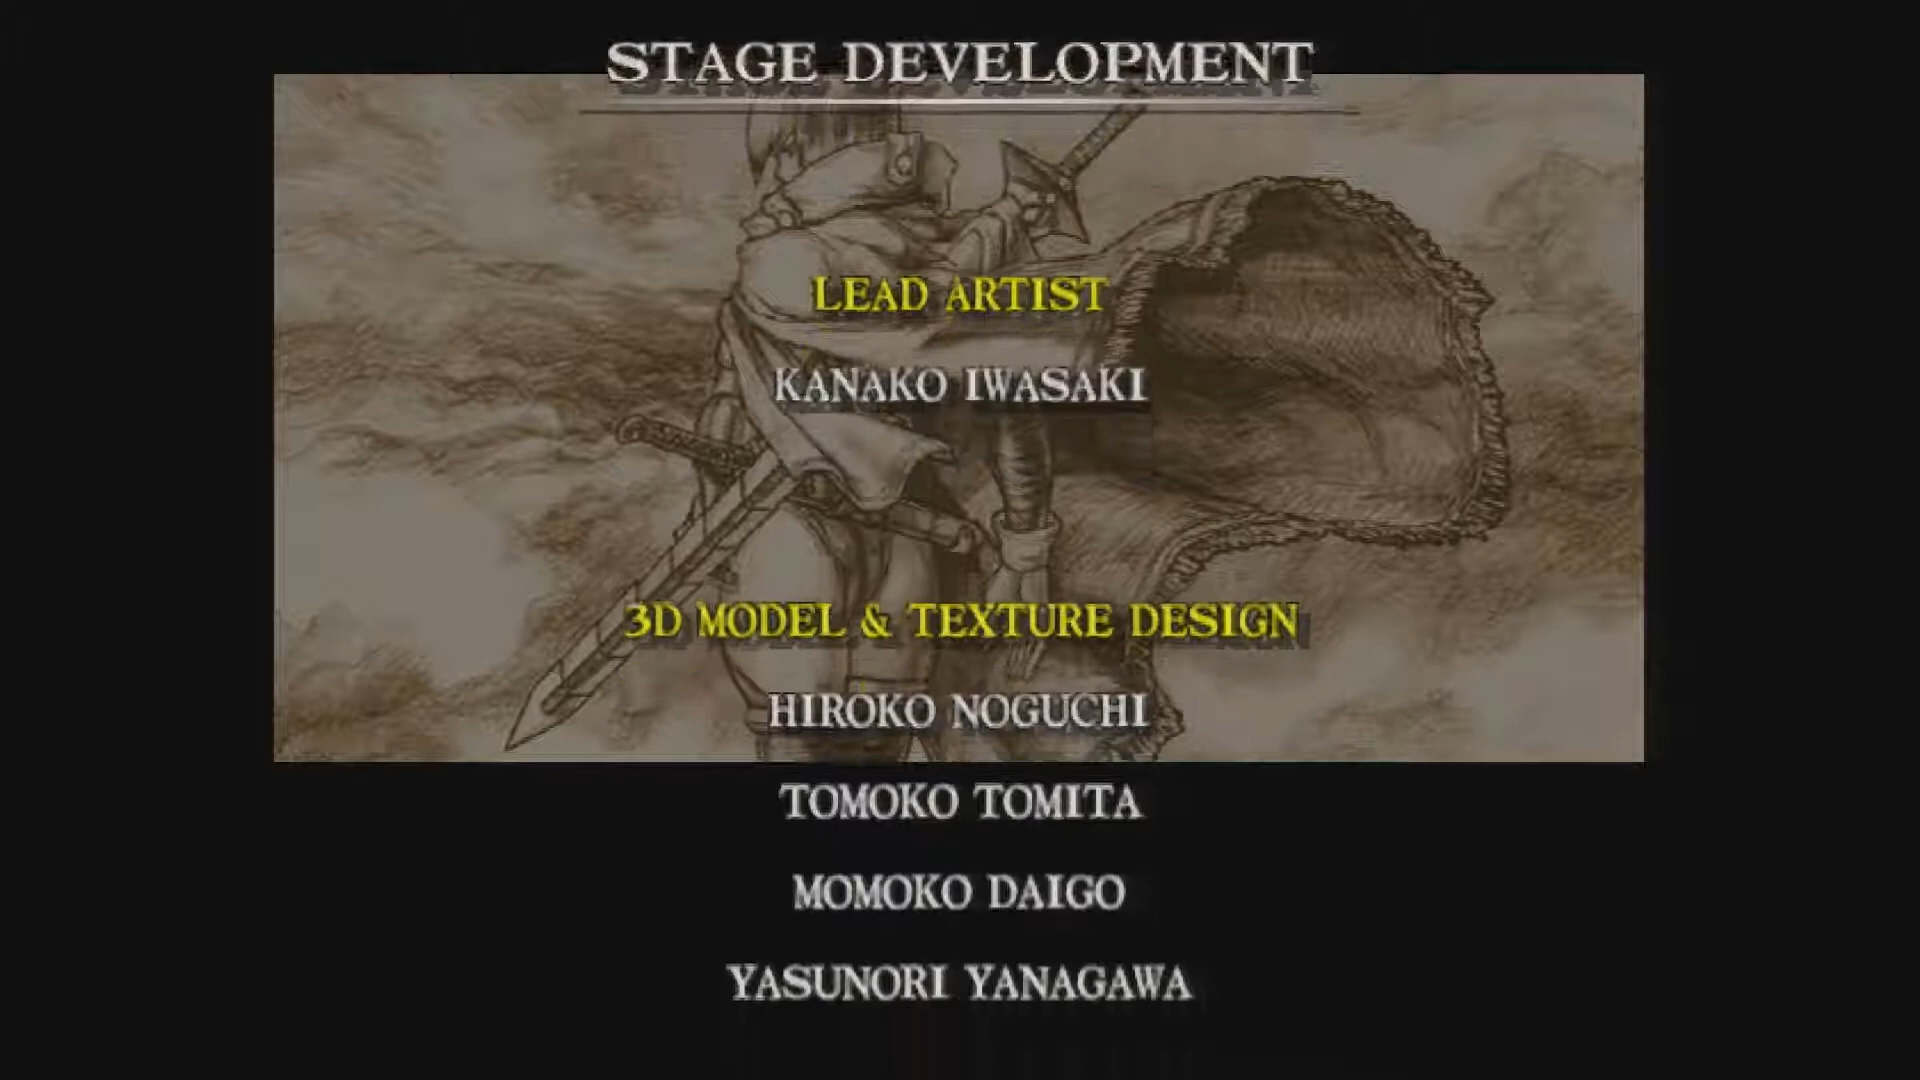 STAGE DEVELOPMENT
LEAD ARTIST
KANAKO IWASAKI
3D MODEL & TEXTURE DESIGN
HIROKO NOGUCHI
TOMOKO TOMITA
MOMOKO DAIGO
YASUNORI YANAGAWA